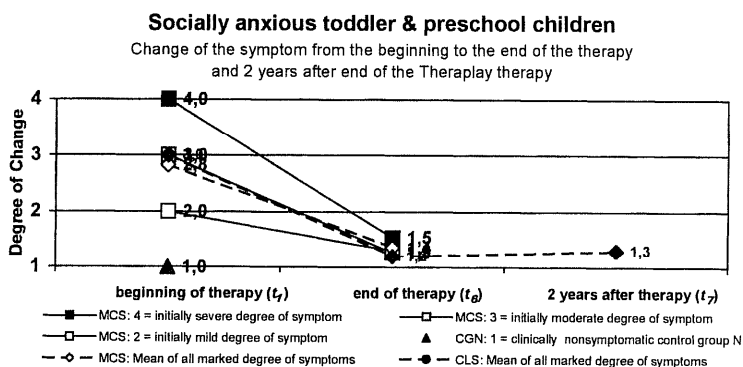 Socially anxious toddler & preschool children
Change of the symptom from the beginning to the end of the therapy
and 2 years after end of the Theraplay therapy
Degree of Change
4
3
2
1
4,0
3,0
2,0
1,0
1,5
1,3
beginning of therapy (t₁)
end of therapy (t₆)
2 years after therapy (t₇)
MCS: 4 = initially severe degree of symptom
MCS: 3 = initially moderate degree of symptom
MCS: 2 = initially mild degree of symptom
CGN: 1 = clinically nonsymptomatic control group N
MCS: Mean of all marked degree of symptoms
CLS: Mean of all marked degree of symptoms